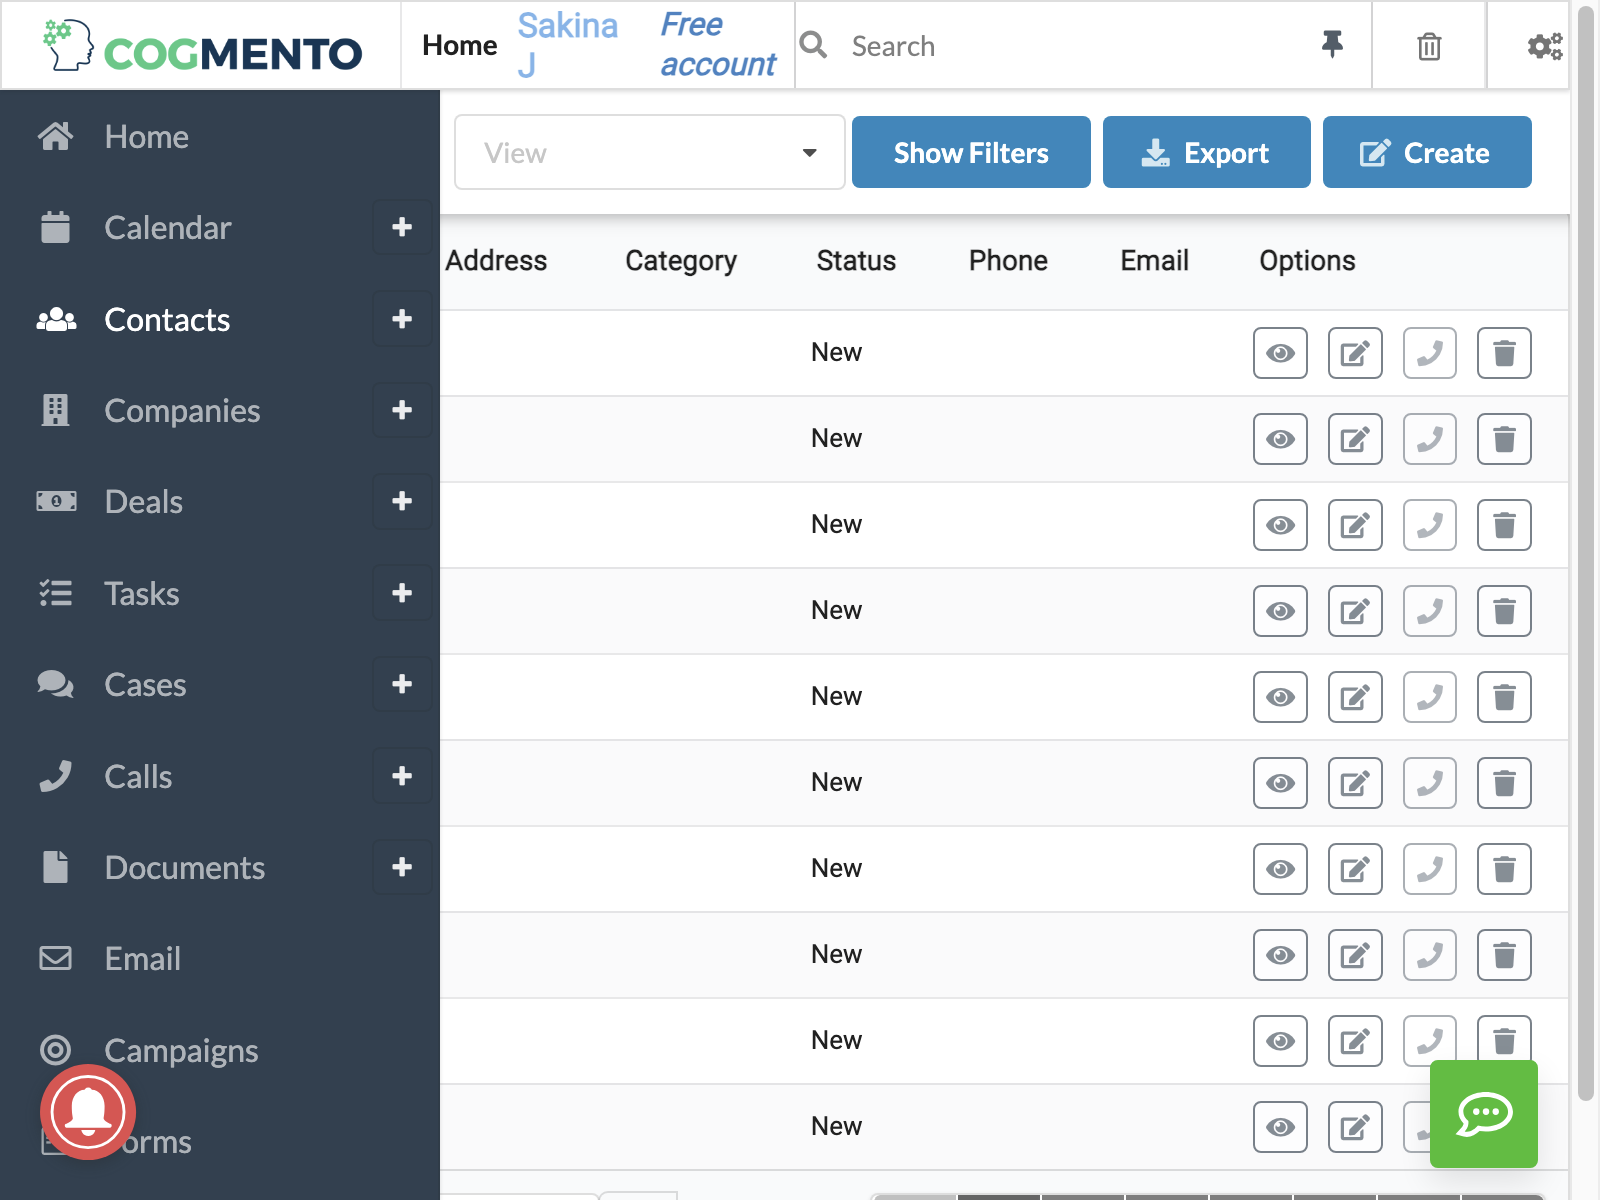 COGMENTO
Home
Sakina J
Free account
Search
Home
Calendar
Contacts
Companies
Deals
Tasks
Cases
Calls
Documents
Email
Campaigns
orms
View
Show Filters
Export
Create
Address Category Status Phone Email Options
New
New
New
New
New
New
New
New
New
New